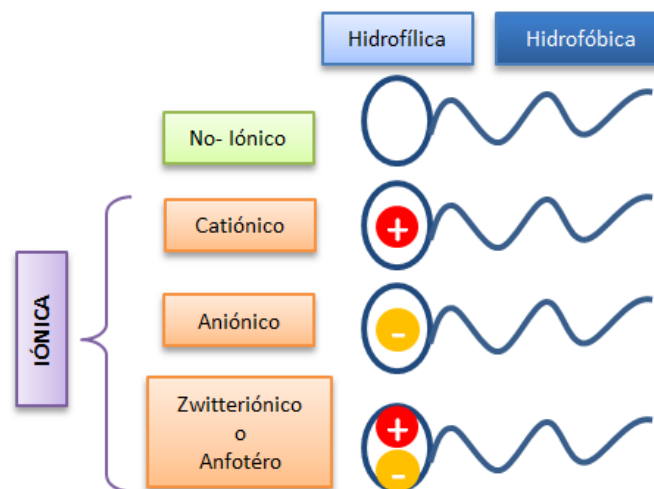 Hidrofílica
Hidrofóbica
No- Iónico
+
Catiónico
IÓNICA
Aniónico
-
Zwitteriónico
o
Anfotéro
+
-